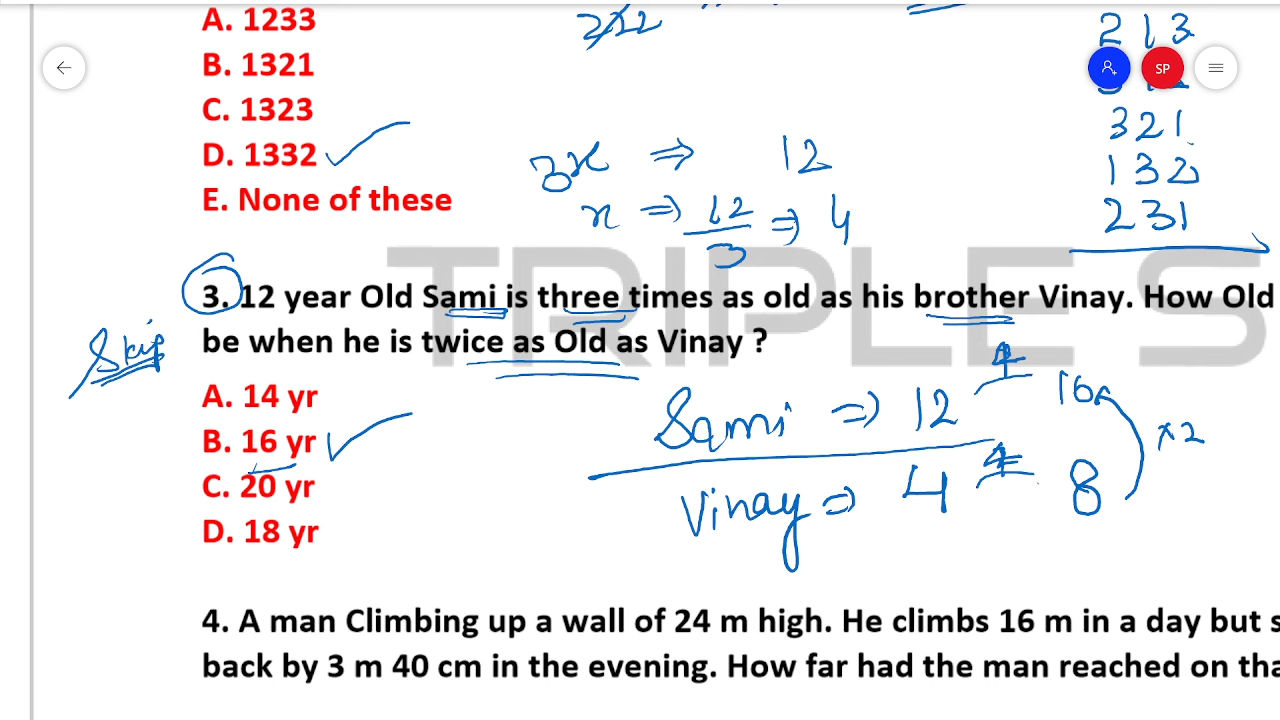 A. 1233
B. 1321
C. 1323
D. 1332
E. None of these
222
213
321
132
231
SP
3x ⇒ 12
x ⇒ 12/3 ⇒ 4
TRIPLE S
3. 12 year Old Sami is three times as old as his brother Vinay. How Old
be when he is twice as Old as Vinay ?
Skip
A. 14 yr
B. 16 yr
C. 20 yr
D. 18 yr
Sami ⇒ 12 4 16
Vinay ⇒ 4 4 8
×2
4. A man Climbing up a wall of 24 m high. He climbs 16 m in a day but s
back by 3 m 40 cm in the evening. How far had the man reached on tha